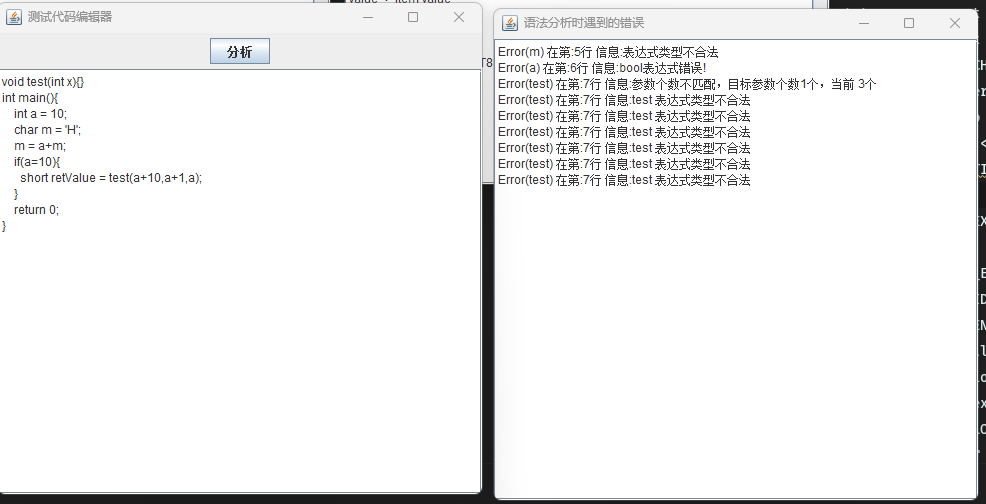 测试代码编辑器
分析
void test(int x){}
int main(){
int a = 10;
char m = 'H';
m = a+m;
if(a=10){
short retValue = test(a+10,a+1,a);
}
return 0;
}
语法分析时遇到的错误
Error(m) 在第:5行 信息:表达式类型不合法
Error(a) 在第:6行 信息:bool表达式错误!
Error(test) 在第:7行 信息:参数个数不匹配，目标参数个数1个，当前 3个
Error(test) 在第:7行 信息:test 表达式类型不合法
Error(test) 在第:7行 信息:test 表达式类型不合法
Error(test) 在第:7行 信息:test 表达式类型不合法
Error(test) 在第:7行 信息:test 表达式类型不合法
Error(test) 在第:7行 信息:test 表达式类型不合法
Error(test) 在第:7行 信息:test 表达式类型不合法